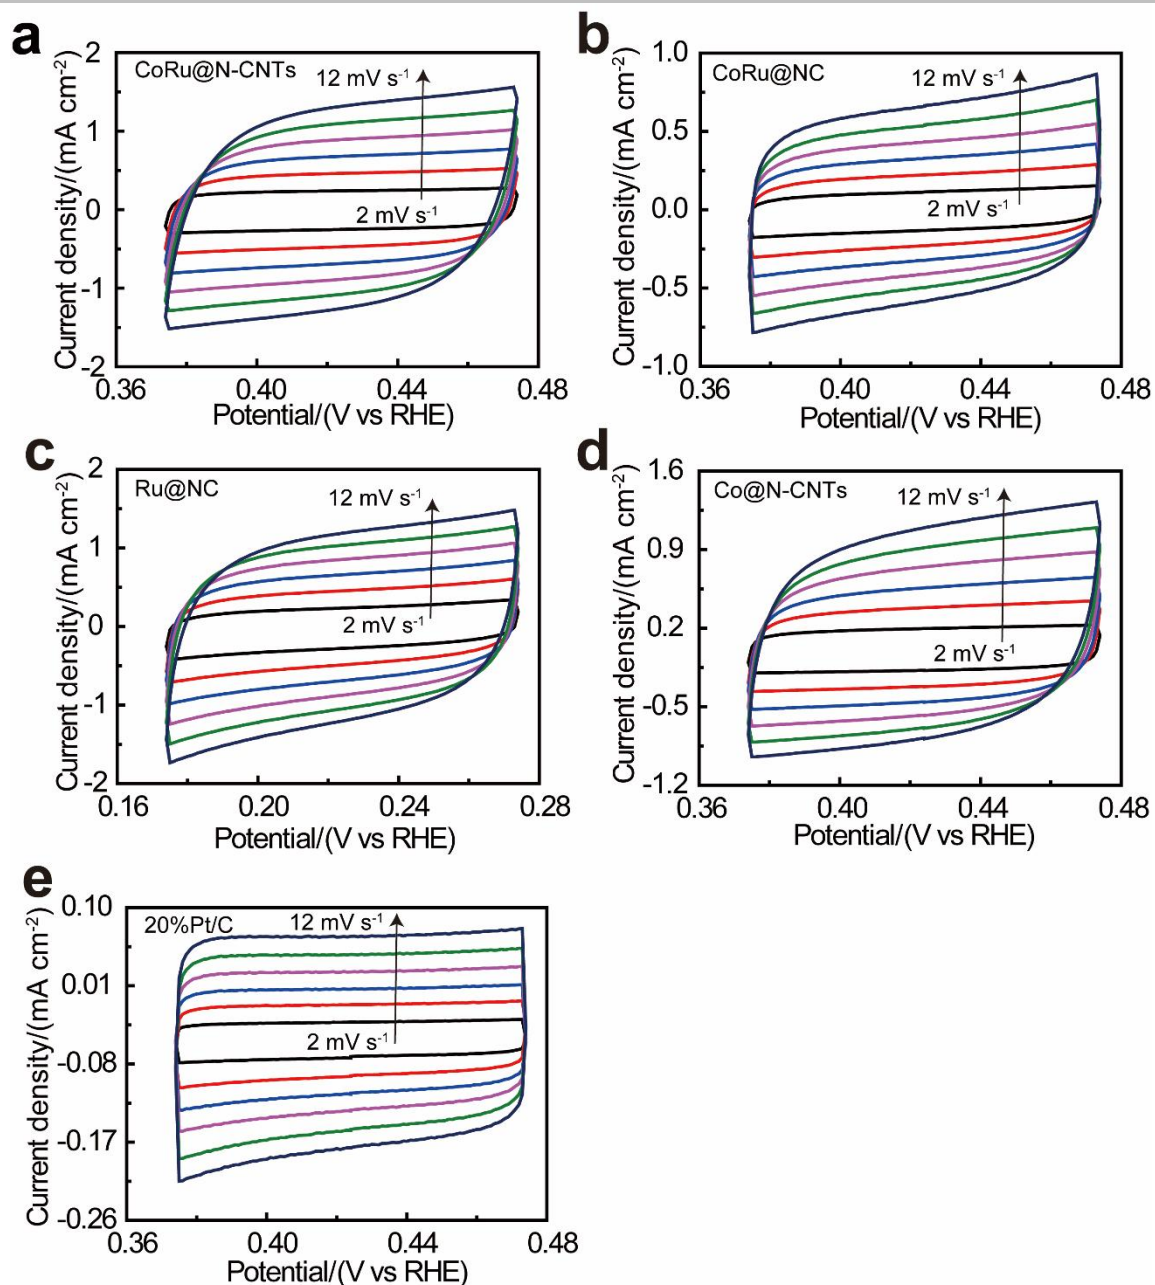 a
CoRu@N-CNTs
12 mV s⁻¹
2 mV s⁻¹
Current density/(mA cm⁻²)
2
1
0
-1
-2
0.36 0.40 0.44 0.48
Potential/(V vs RHE)
b
CoRu@NC
12 mV s⁻¹
2 mV s⁻¹
Current density/(mA cm⁻²)
1.0
0.5
0.0
-0.5
-1.0
0.36 0.40 0.44 0.48
Potential/(V vs RHE)
c
Ru@NC
12 mV s⁻¹
2 mV s⁻¹
Current density/(mA cm⁻²)
2
1
0
-1
-2
0.16 0.20 0.24 0.28
Potential/(V vs RHE)
d
Co@N-CNTs
12 mV s⁻¹
2 mV s⁻¹
Current density/(mA cm⁻²)
1.6
0.9
0.2
-0.5
-1.2
0.36 0.40 0.44 0.48
Potential/(V vs RHE)
e
20%Pt/C
12 mV s⁻¹
2 mV s⁻¹
Current density/(mA cm⁻²)
0.10
0.01
-0.08
-0.17
-0.26
0.36 0.40 0.44 0.48
Potential/(V vs RHE)